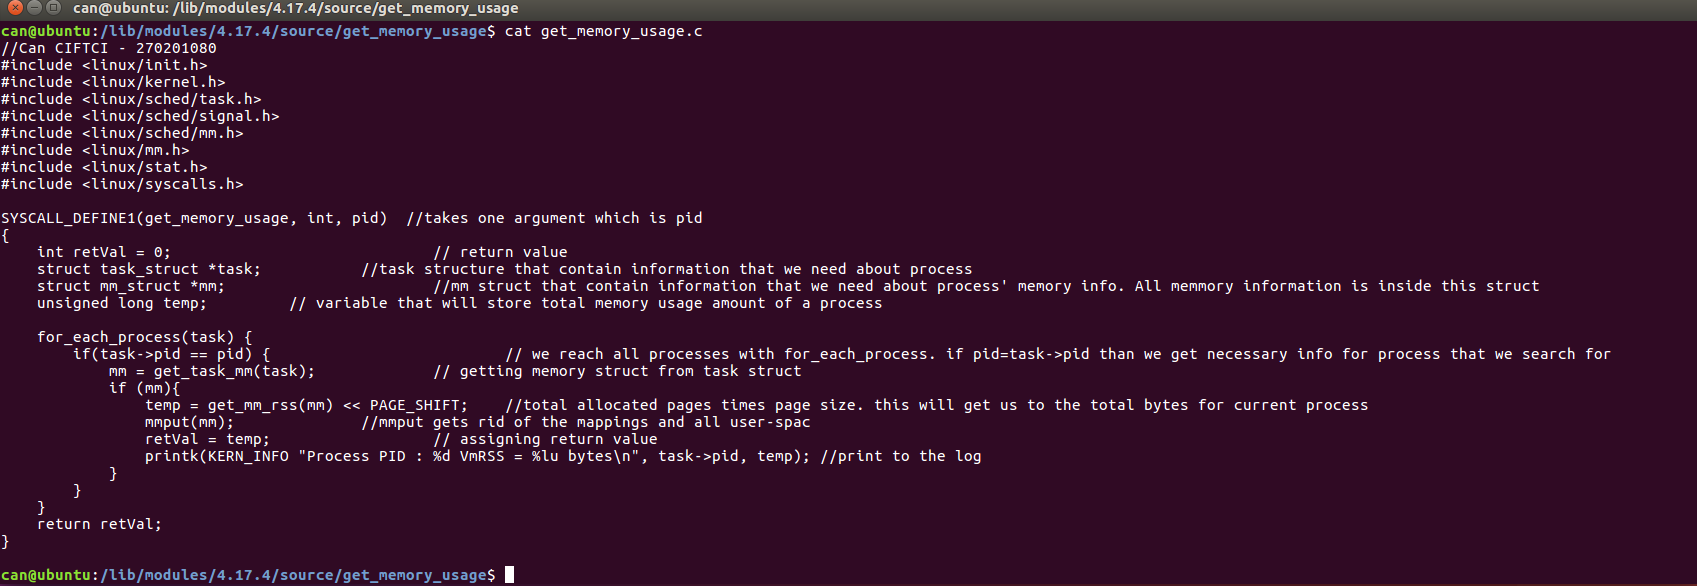 can@ubuntu: /lib/modules/4.17.4/source/get_memory_usage
can@ubuntu:/lib/modules/4.17.4/source/get_memory_usage$ cat get_memory_usage.c
//Can CIFTCI - 270201080
#include <linux/init.h>
#include <linux/kernel.h>
#include <linux/sched/task.h>
#include <linux/sched/signal.h>
#include <linux/sched/mm.h>
#include <linux/mm.h>
#include <linux/stat.h>
#include <linux/syscalls.h>
SYSCALL_DEFINE1(get_memory_usage, int, pid)  //takes one argument which is pid
{
    int retVal = 0;                             // return value
    struct task_struct *task;           //task structure that contain information that we need about process
    struct mm_struct *mm;                       //mm struct that contain information that we need about process' memory info. All memmory information is inside this struct
    unsigned long temp;         // variable that will store total memory usage amount of a process
    for_each_process(task) {
        if(task->pid == pid) {                          // we reach all processes with for_each_process. if pid=task->pid than we get necessary info for process that we search for
            mm = get_task_mm(task);             // getting memory struct from task struct
            if (mm){
                temp = get_mm_rss(mm) << PAGE_SHIFT;    //total allocated pages times page size. this will get us to the total bytes for current process
                mmput(mm);              //mmput gets rid of the mappings and all user-spac
                retVal = temp;                  // assigning return value
                printk(KERN_INFO "Process PID : %d VmRSS = %lu bytes\n", task->pid, temp); //print to the log
            }
        }
    }
    return retVal;
}
can@ubuntu:/lib/modules/4.17.4/source/get_memory_usage$